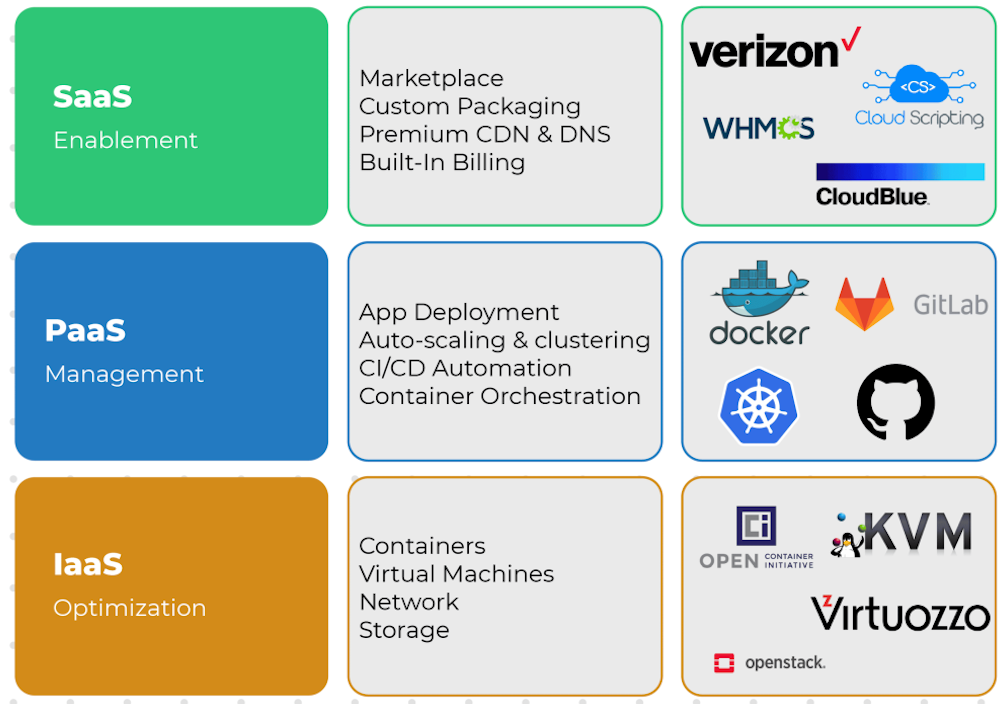 SaaS
Enablement
Marketplace
Custom Packaging
Premium CDN & DNS
Built-In Billing
verizon
<CS>
Cloud Scripting
WHMCS
CloudBlue.
PaaS
Management
App Deployment
Auto-scaling & clustering
CI/CD Automation
Container Orchestration
docker
GitLab
IaaS
Optimization
Containers
Virtual Machines
Network
Storage
Ci
OPEN CONTAINER
INITIATIVE
KVM
Virtuozzo
openstack.